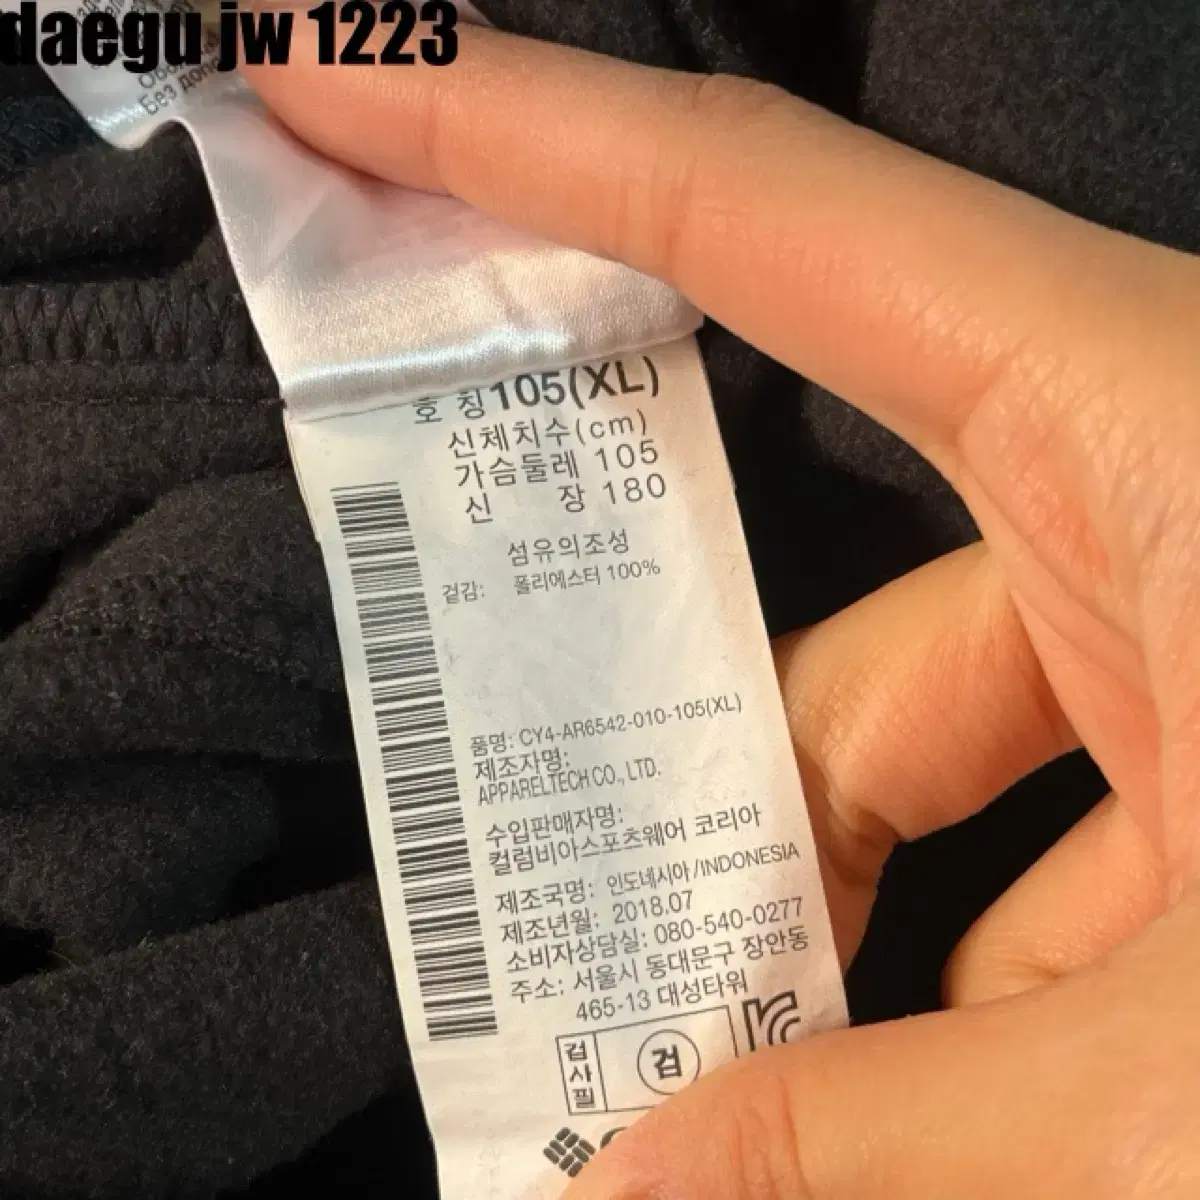 daegu jw 1223
Без
호 칭 105(XL)
신체치수(cm)
가슴둘레 105
신 장 180
섬유의조성
겉감: 폴리에스터 100%
품명: CY4-AR6542-010-105(XL)
제조자명:
APPARELTECH CO., LTD.
수입판매자명:
컬럼비아스포츠웨어 코리아
제조국명: 인도네시아/INDONESIA
제조년월: 2018.07
소비자상담실: 080-540-0277
주소: 서울시 동대문구 장안동
465-13 대성타워
검사필
검